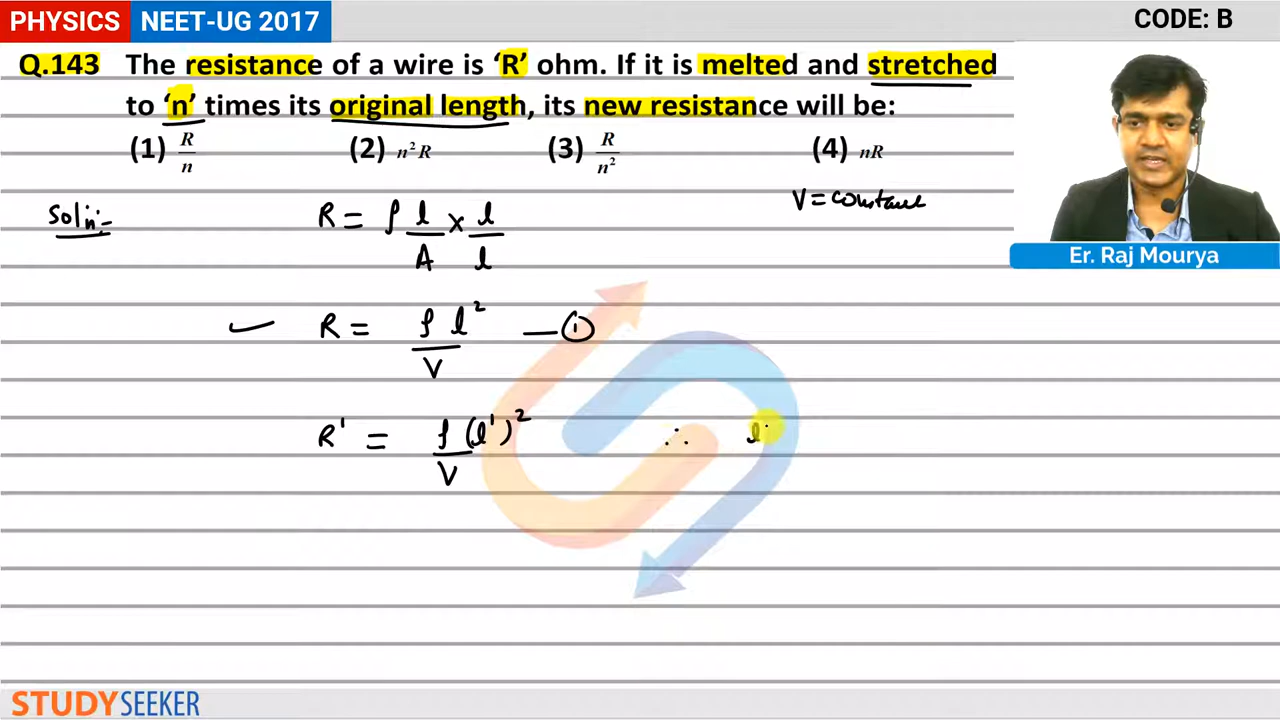 PHYSICS NEET-UG 2017 CODE: B
Q.143 The resistance of a wire is ‘R’ ohm. If it is melted and stretched
to ‘n’ times its original length, its new resistance will be:
(1) R/n (2) n²R (3) R/n² (4) nR
V = constant
Soln:- R = ρ l/A × l/l
Er. Raj Mourya
R = ρ l²/V — ①
R' = ρ (l')²/V ∴ l'
STUDY SEEKER